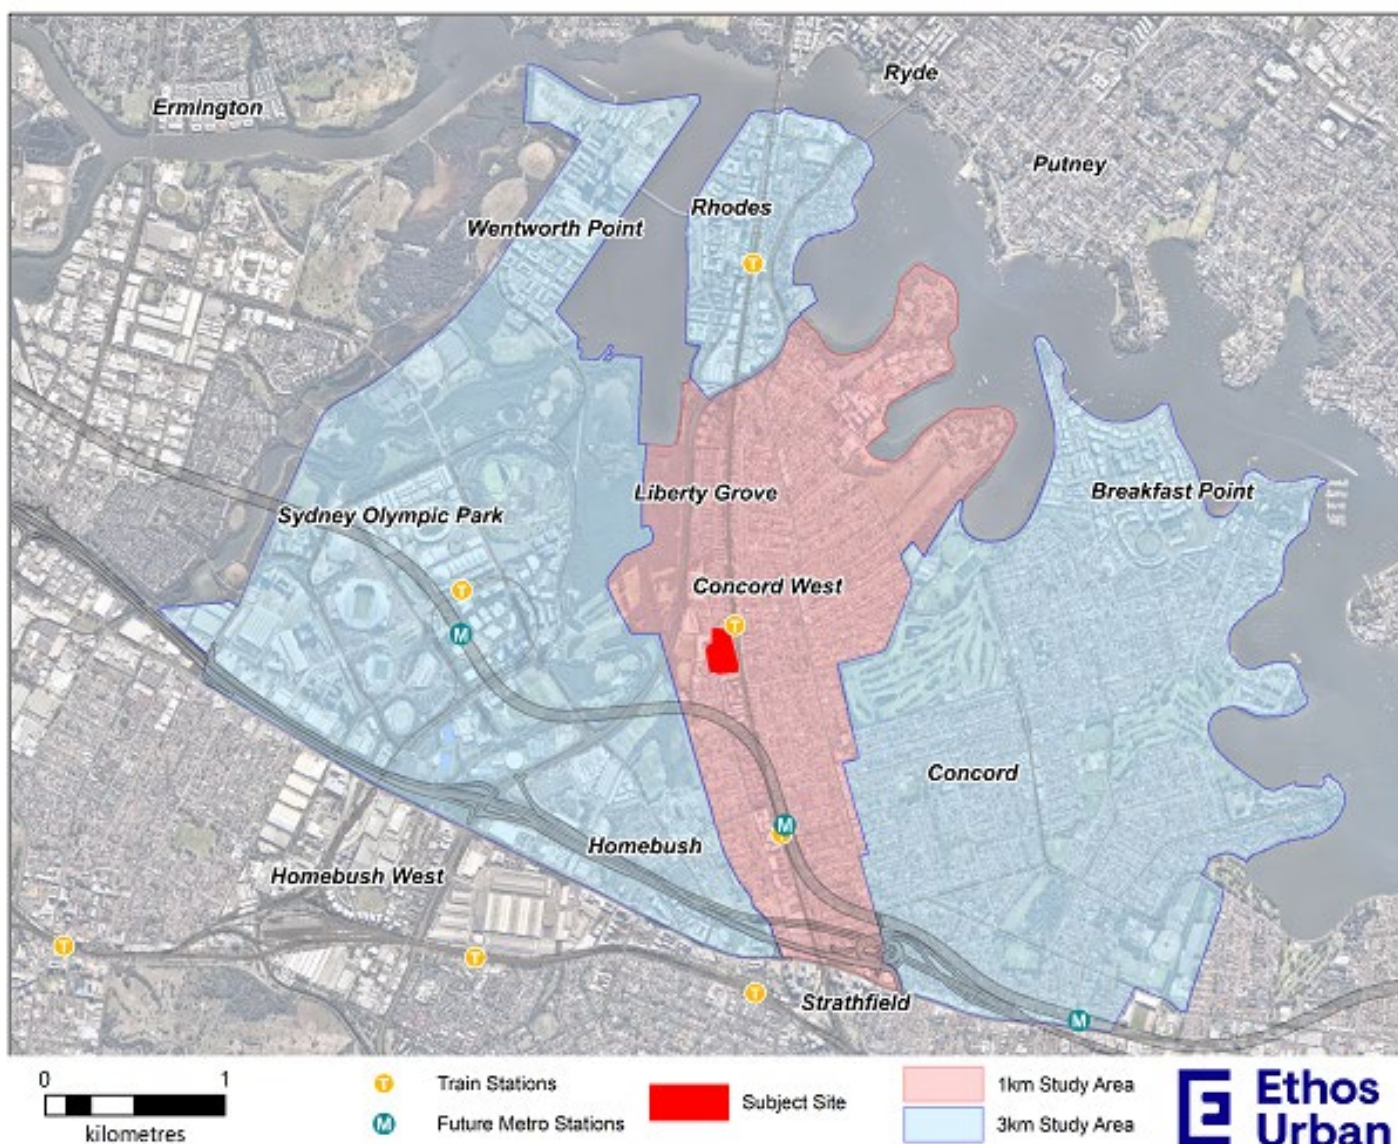 Ryde
Ermington
Putney
Rhodes
Wentworth Point
Liberty Grove
Breakfast Point
Sydney Olympic Park
T
Concord West
T
T
M
Concord
M
Homebush
Homebush West
T
T
T
Strathfield
M
0 1
kilometres
T Train Stations
M Future Metro Stations
Subject Site
1km Study Area
3km Study Area
Ethos
Urban